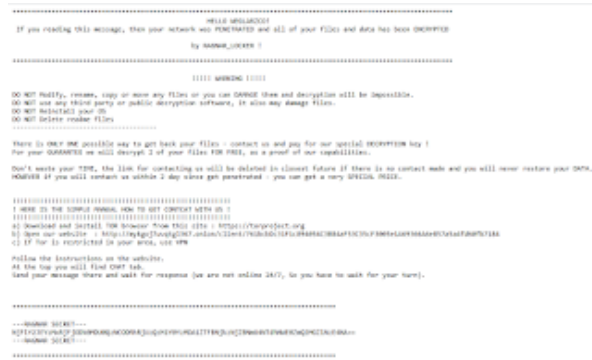 **********************************************************************
HELLO
If you reading this message, then your network was PENETRATED and all of your files and data has been ENCRYPTED
by RAGNAR_LOCKER !
**********************************************************************
!!!!! WARNING !!!!!
DO NOT Modify, rename, copy or move any files or you can DAMAGE them and decryption will be impossible.
DO NOT use any third party or public decryption software, it also may damage files.
DO NOT Reinstall your OS
DO NOT Delete readme files
-----------------------------------
There is ONLY ONE possible way to get back your files - contact us and pay for our special DECRYPTION key !
For your GUARANTEE we will decrypt 2 of your files FOR FREE, as a proof of our capabilities.
Don't waste your TIME, the link for contacting us will be deleted in closest future if there is no contact made and you will never restore your DATA.
HOWEVER if you will contact us within 2 day since get penetrated - you can get a very SPECIAL PRICE.
! HERE IS THE SIMPLE MANUAL HOW TO GET CONTACT WITH US !
a) Download and install TOR browser from this site : https://torproject.org
b) Open our website :
c) If Tor is restricted in your area, use VPN
Follow the instructions on the website.
At the top you will find CHAT tab.
Send your message there and wait for response (we are not online 24/7, So you have to wait for your turn).
**********************************************************************
---RAGNAR SECRET---
---RAGNAR SECRET---
**********************************************************************